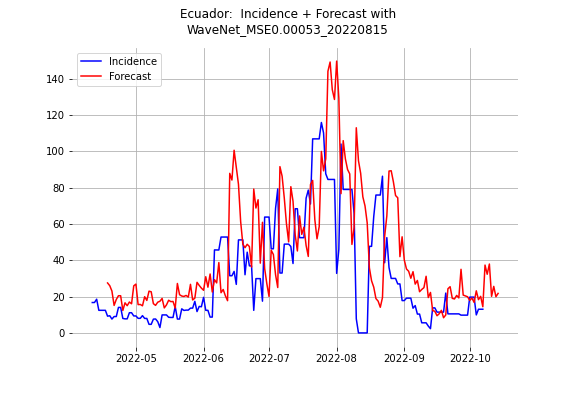 Ecuador:  Incidence + Forecast with
WaveNet_MSE0.00053_20220815
Incidence
Forecast
140
120
100
80
60
40
20
0
2022-05 2022-06 2022-07 2022-08 2022-09 2022-10